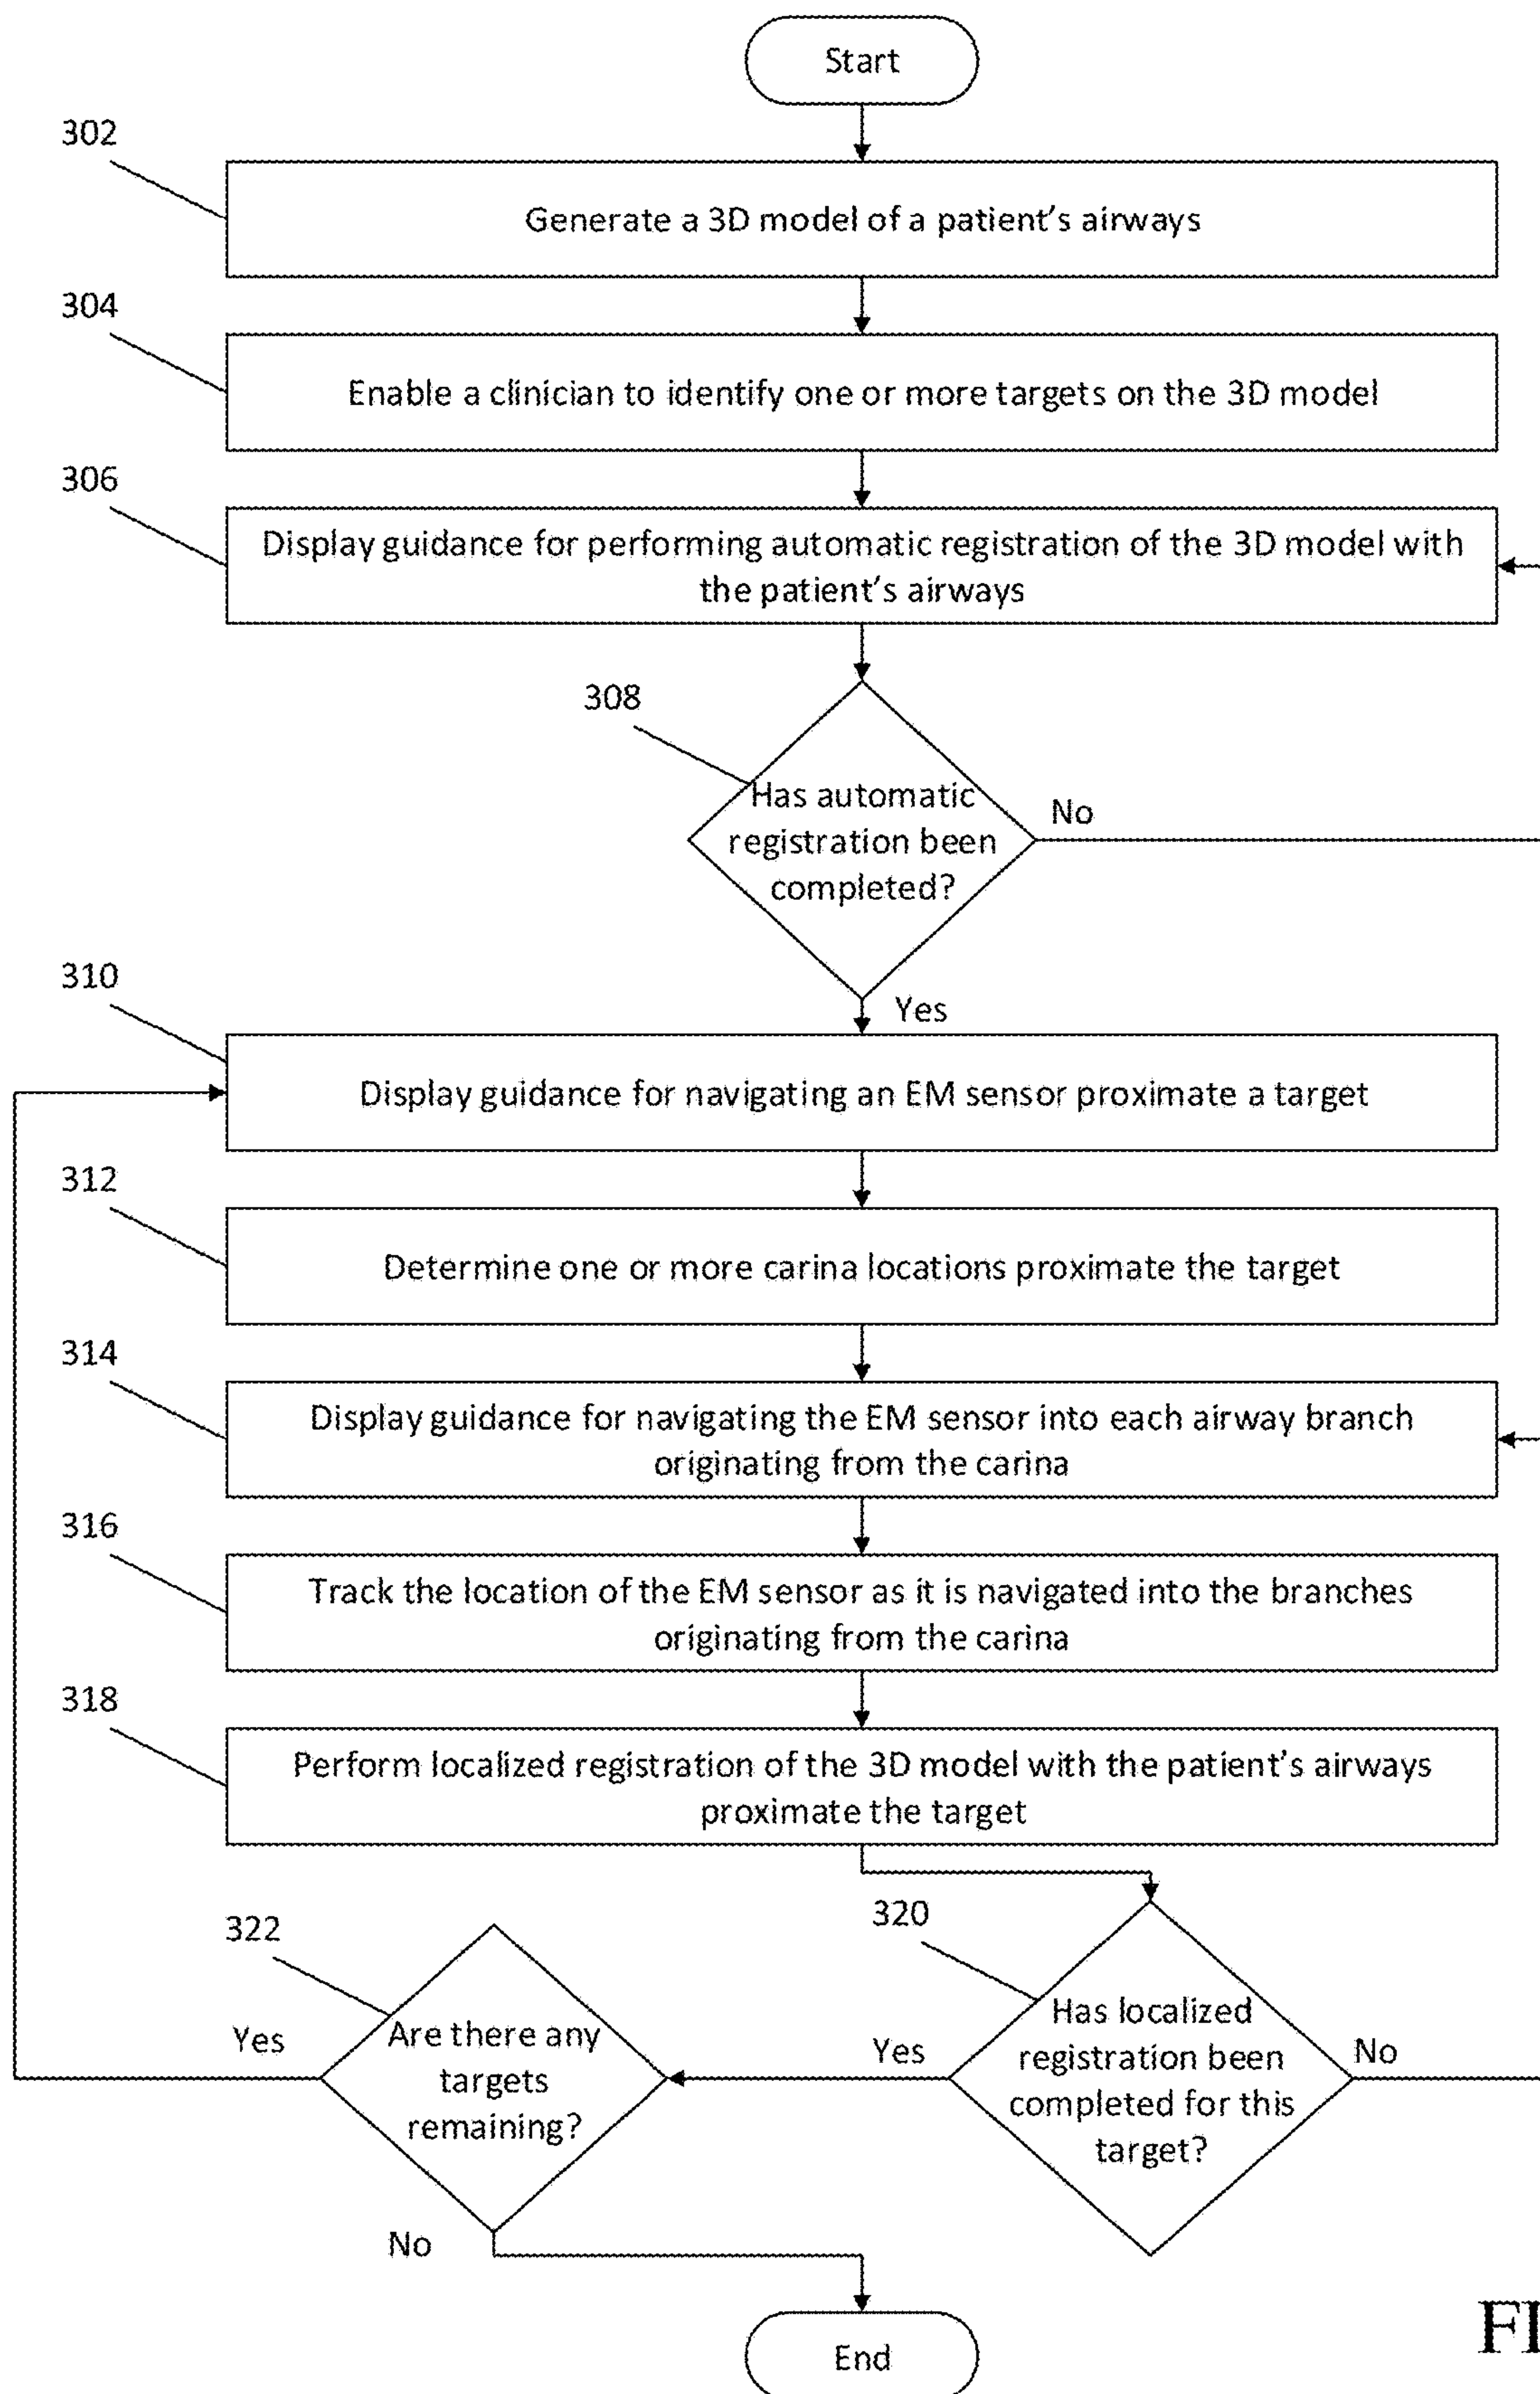 Start
302
Generate a 3D model of a patient's airways
304
Enable a clinician to identify one or more targets on the 3D model
306
Display guidance for performing automatic registration of the 3D model with
the patient's airways
308
Has automatic
registration been
completed?
No
Yes
310
Display guidance for navigating an EM sensor proximate a target
312
Determine one or more carina locations proximate the target
314
Display guidance for navigating the EM sensor into each airway branch
originating from the carina
316
Track the location of the EM sensor as it is navigated into the branches
originating from the carina
318
Perform localized registration of the 3D model with the patient's airways
proximate the target
320
Has localized
registration been
completed for this
target?
No
Yes
322
Are there any
targets
remaining?
Yes
No
End